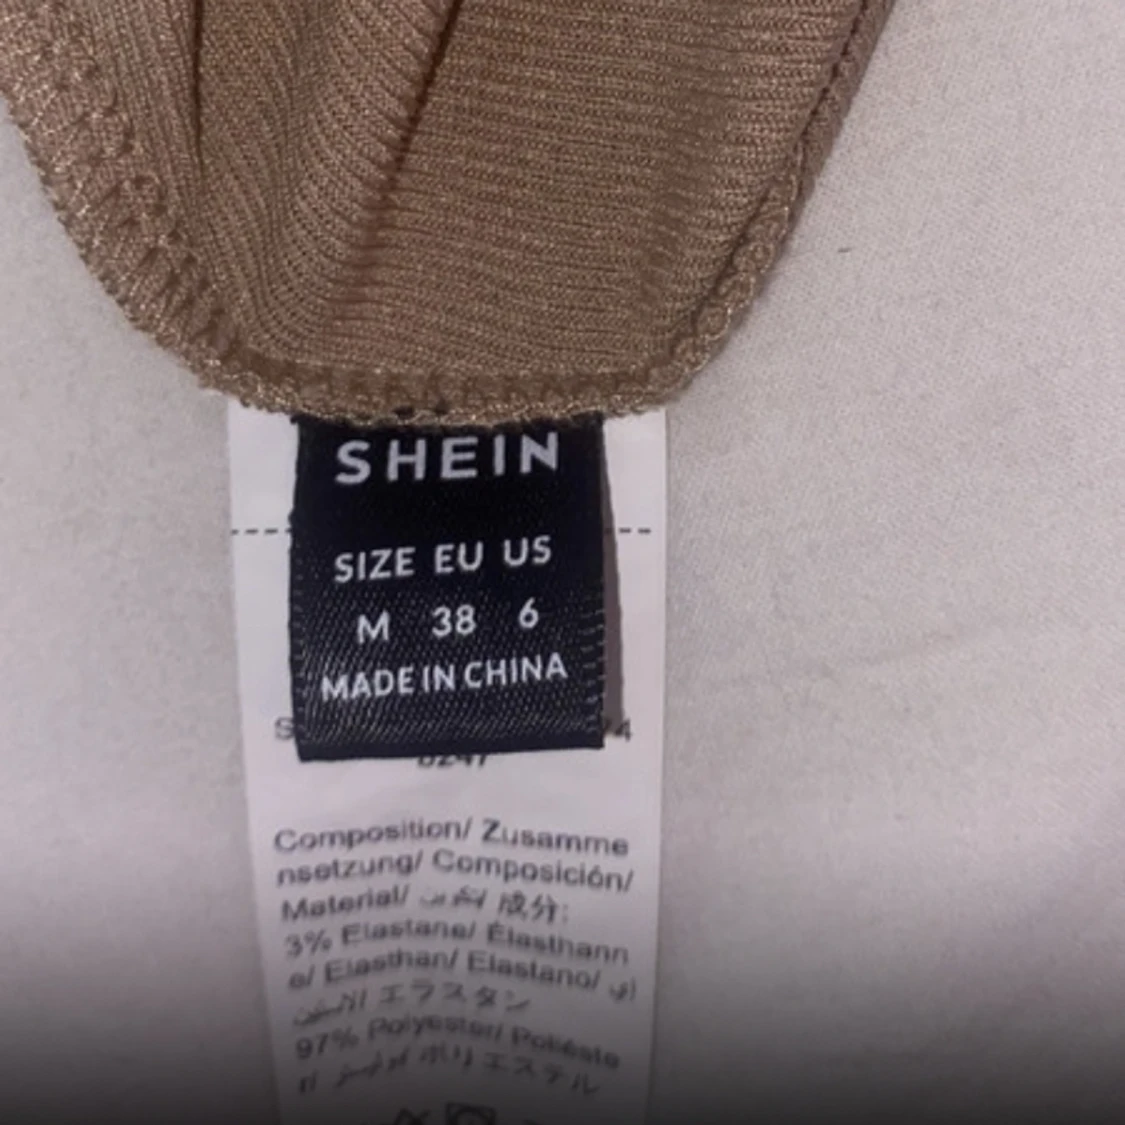 SHEIN
SIZE EU US
M 38 6
MADE IN CHINA
Composition/ Zusamme
nsetzung/ Composición/
Material/ 成分:
3% Elastane/ Élasthann
e/ Elasthan/ Elastano/
エラスタン
97% Polyester/ Poliéste
ポリエステル